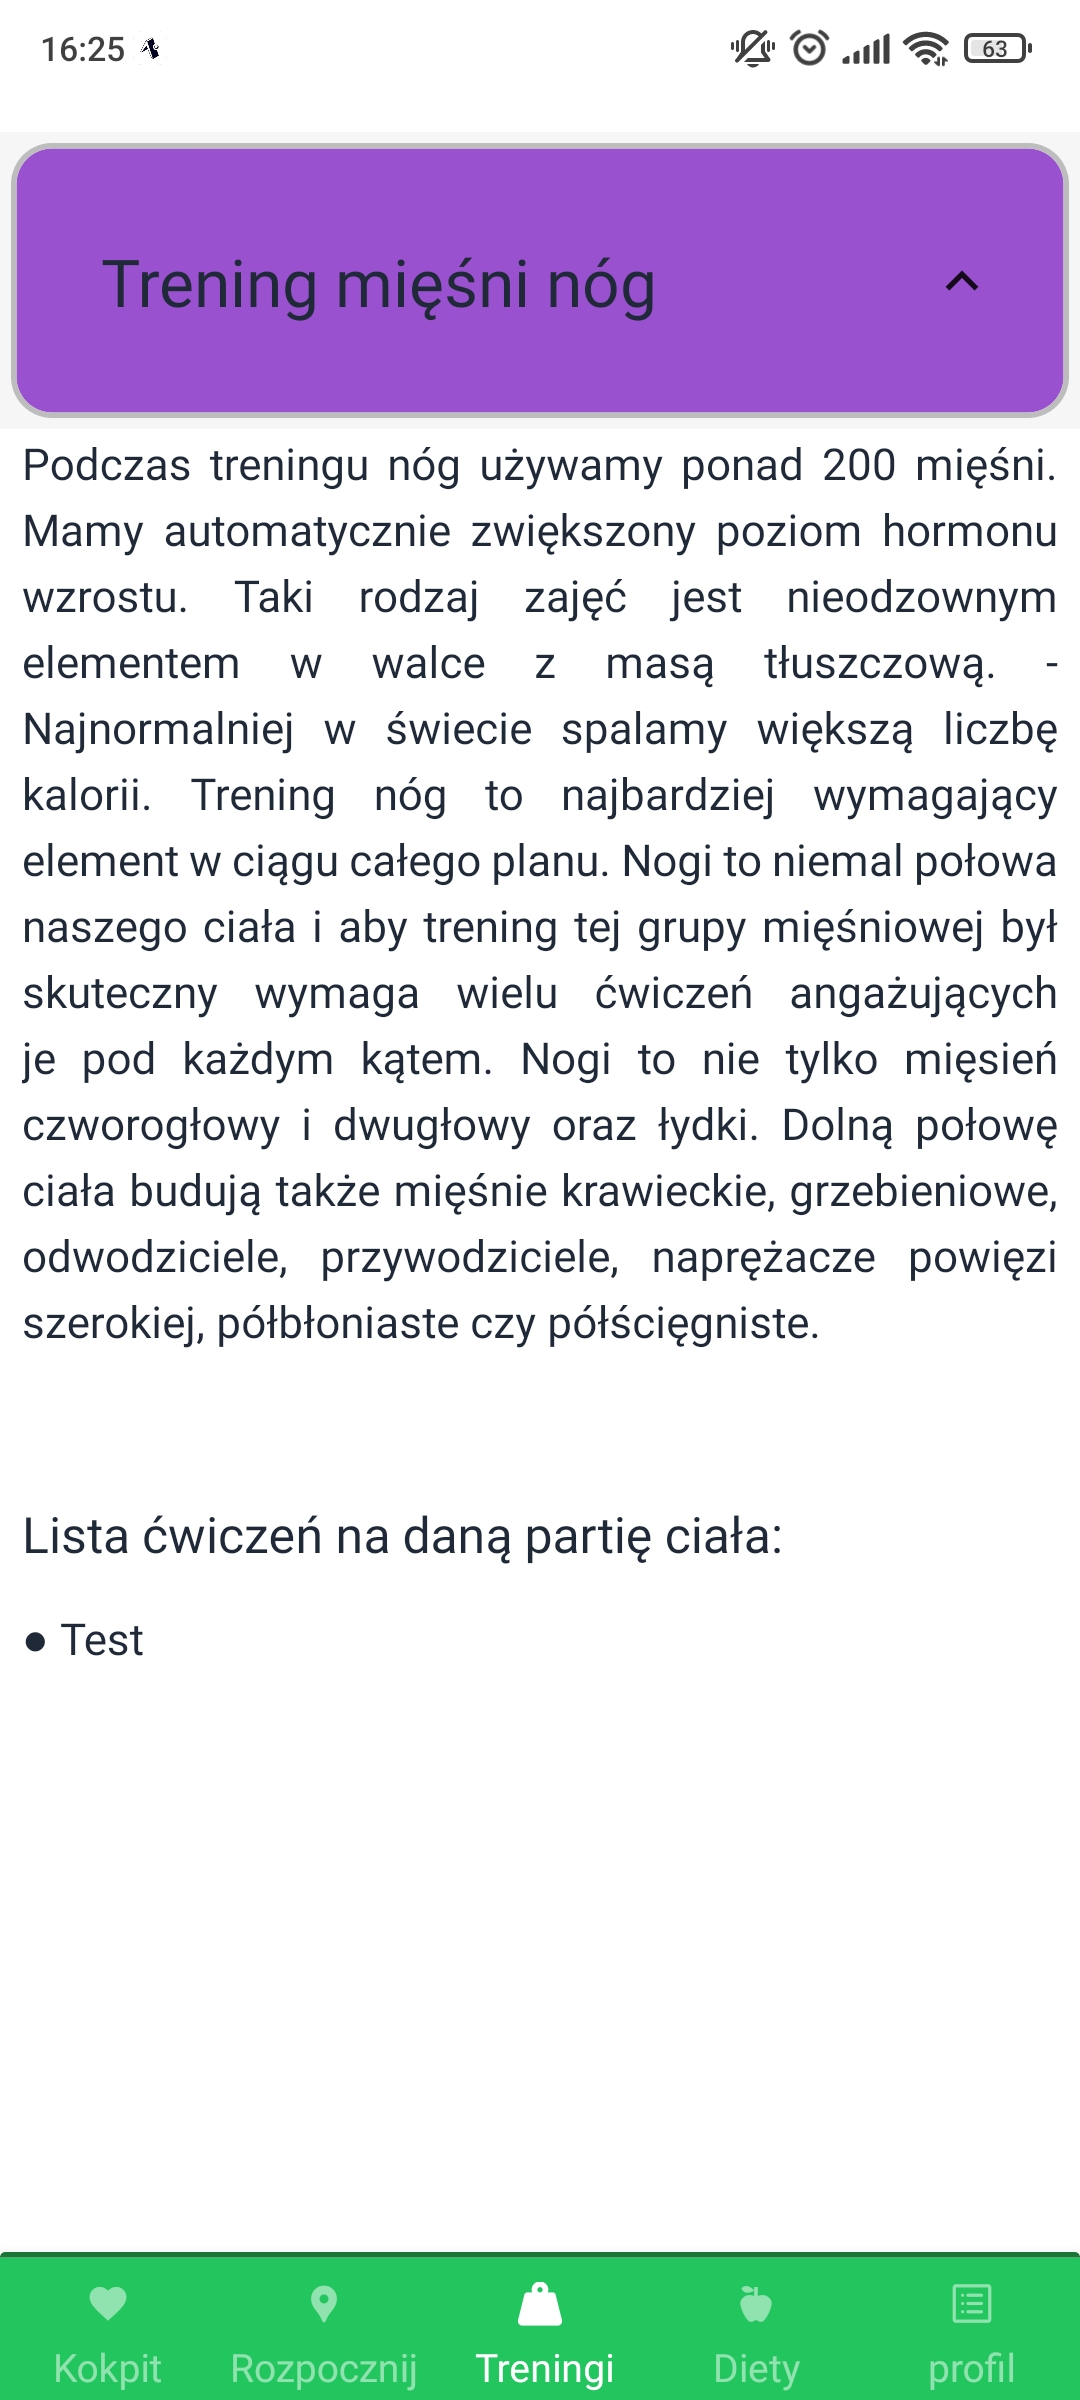 16:25
63
Trening mięśni nóg
Podczas treningu nóg używamy ponad 200 mięśni.
Mamy automatycznie zwiększony poziom hormonu
wzrostu. Taki rodzaj zajęć jest nieodzownym
elementem w walce z masą tłuszczową. -
Najnormalniej w świecie spalamy większą liczbę
kalorii. Trening nóg to najbardziej wymagający
element w ciągu całego planu. Nogi to niemal połowa
naszego ciała i aby trening tej grupy mięśniowej był
skuteczny wymaga wielu ćwiczeń angażujących
je pod każdym kątem. Nogi to nie tylko mięsień
czworogłowy i dwugłowy oraz łydki. Dolną połowę
ciała budują także mięśnie krawieckie, grzebieniowe,
odwodziciele, przywodziciele, naprężacze powięzi
szerokiej, półbłoniaste czy półścięgniste.
Lista ćwiczeń na daną partię ciała:
● Test
Kokpit Rozpocznij Treningi Diety profil